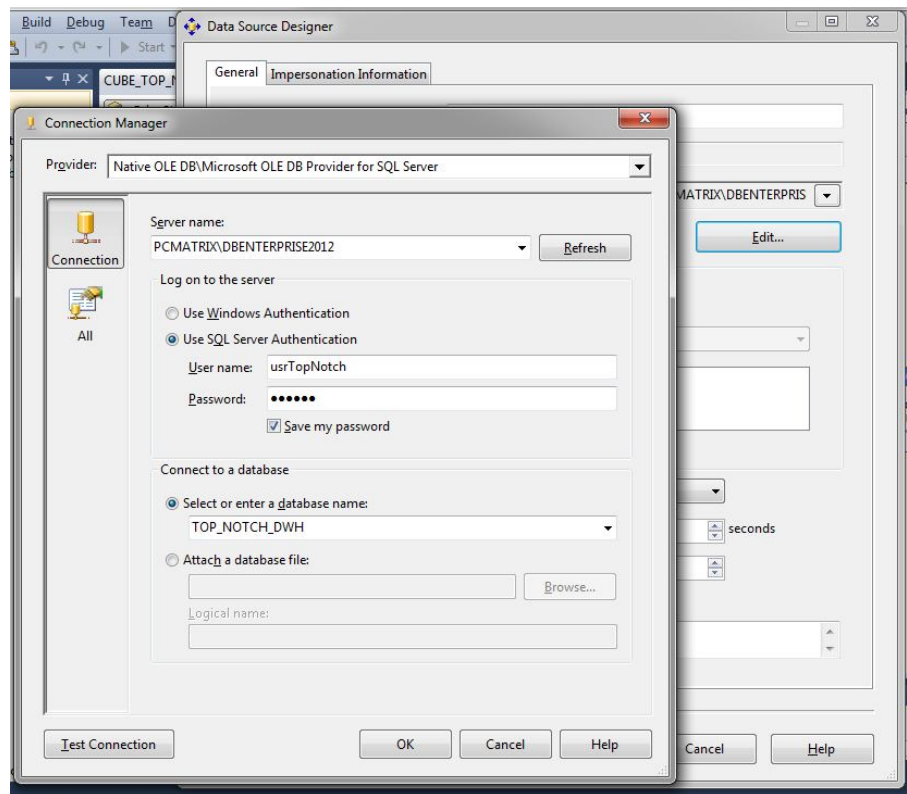 Build Debug Team D
Start
CUBE_TOP_N
Data Source Designer
General Impersonation Information
MATRIX\DBENTERPRIS
Edit...
seconds
Cancel Help
Connection Manager
Provider: Native OLE DB\Microsoft OLE DB Provider for SQL Server
Connection
All
Server name:
PCMATRIX\DBENTERPRISE2012 Refresh
Log on to the server
Use Windows Authentication
Use SQL Server Authentication
User name: usrTopNotch
Password: ••••••
Save my password
Connect to a database
Select or enter a database name:
TOP_NOTCH_DWH
Attach a database file:
Browse...
Logical name:
Test Connection OK Cancel Help